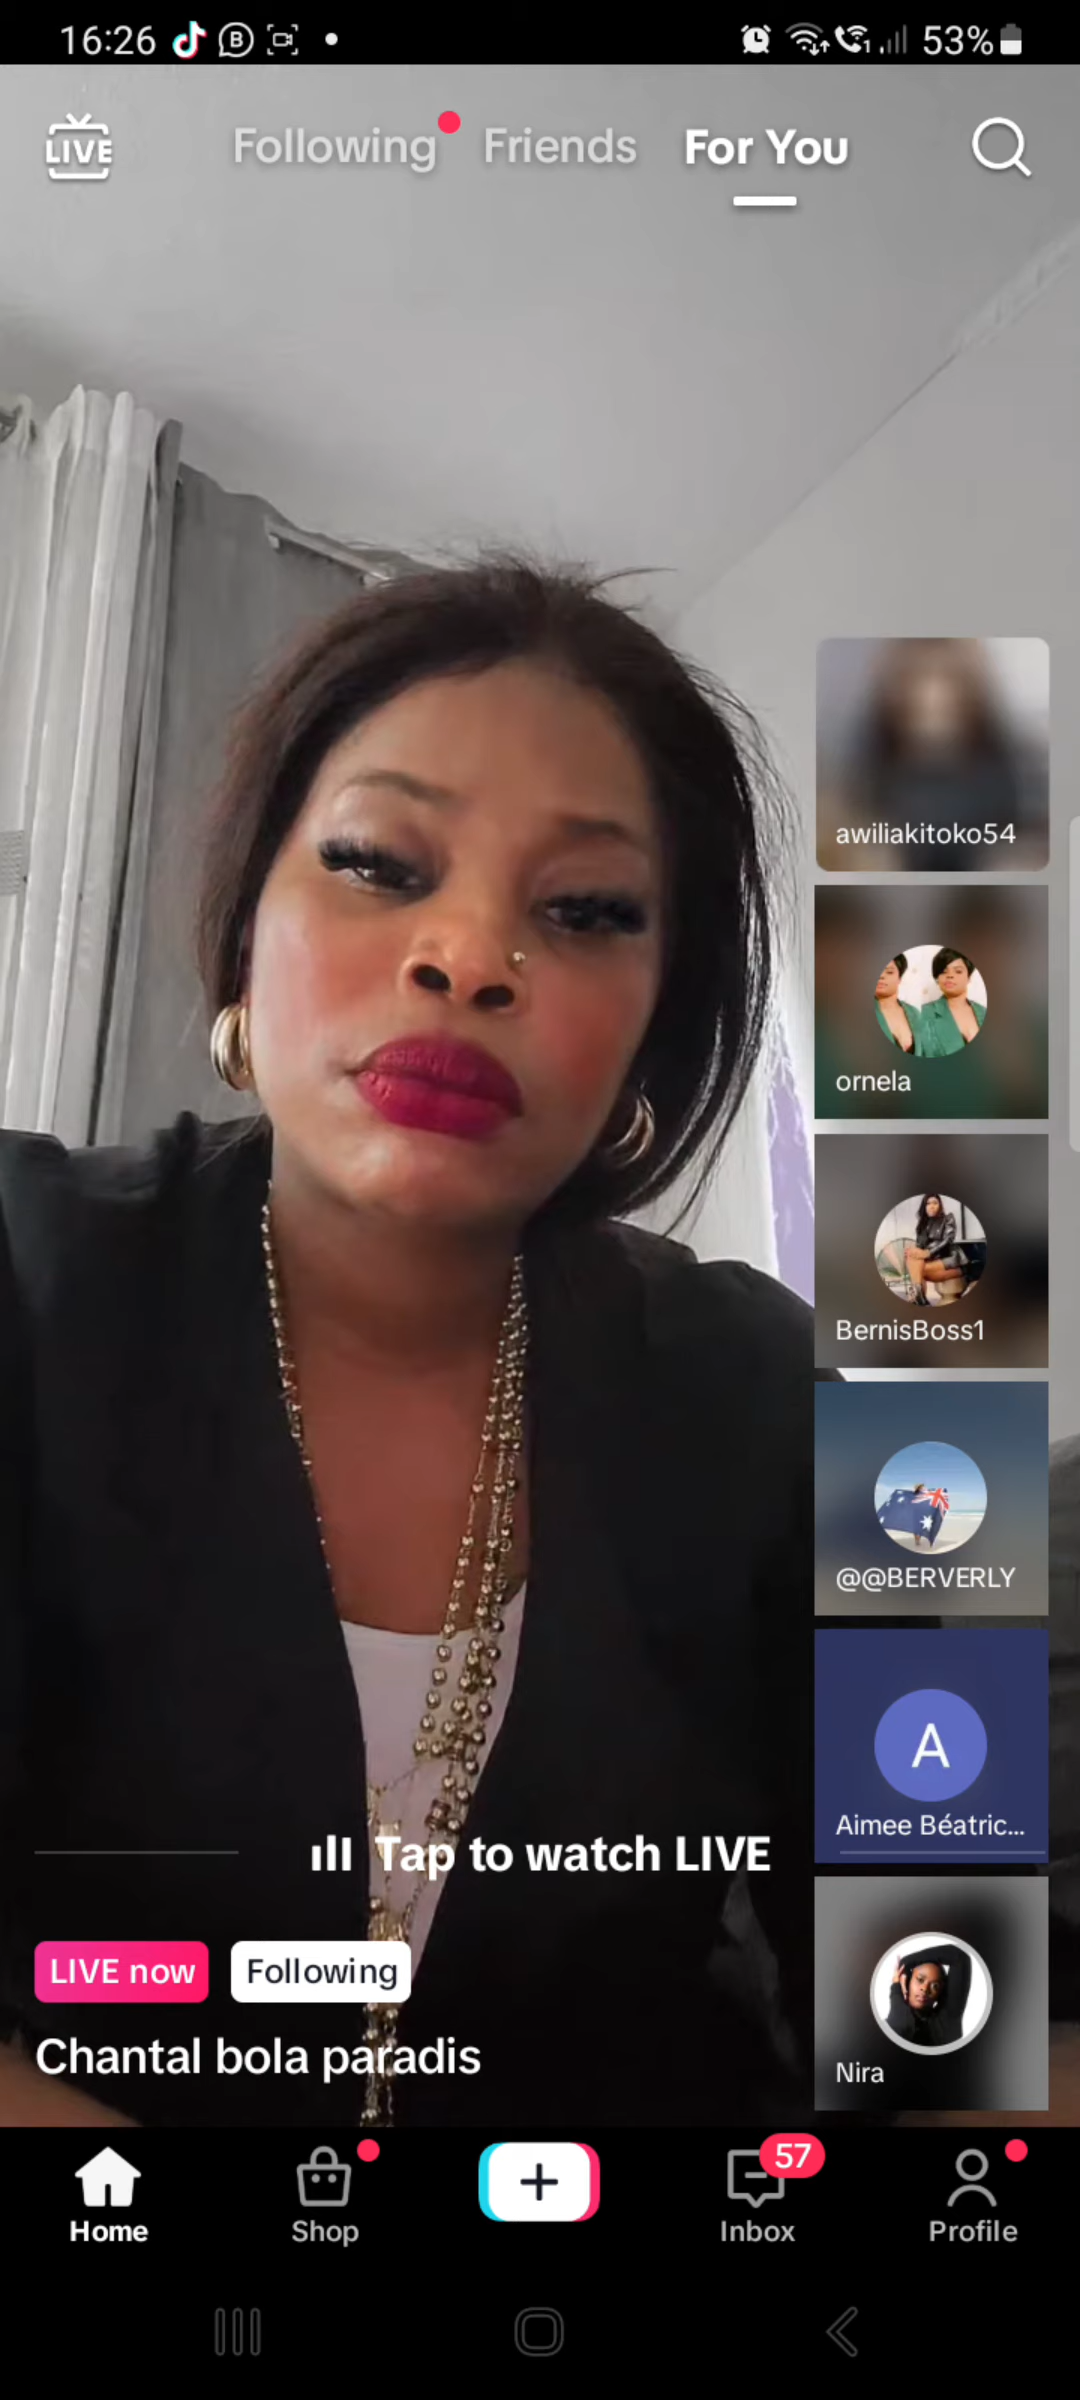 16:26
53%
LIVE
Following
Friends
For You
awiliakitoko54
ornela
BernisBoss1
@@BERVERLY
A
Aimee Béatric...
Tap to watch LIVE
LIVE now
Following
Nira
Chantal bola paradis
57
Home
Shop
Inbox
Profile